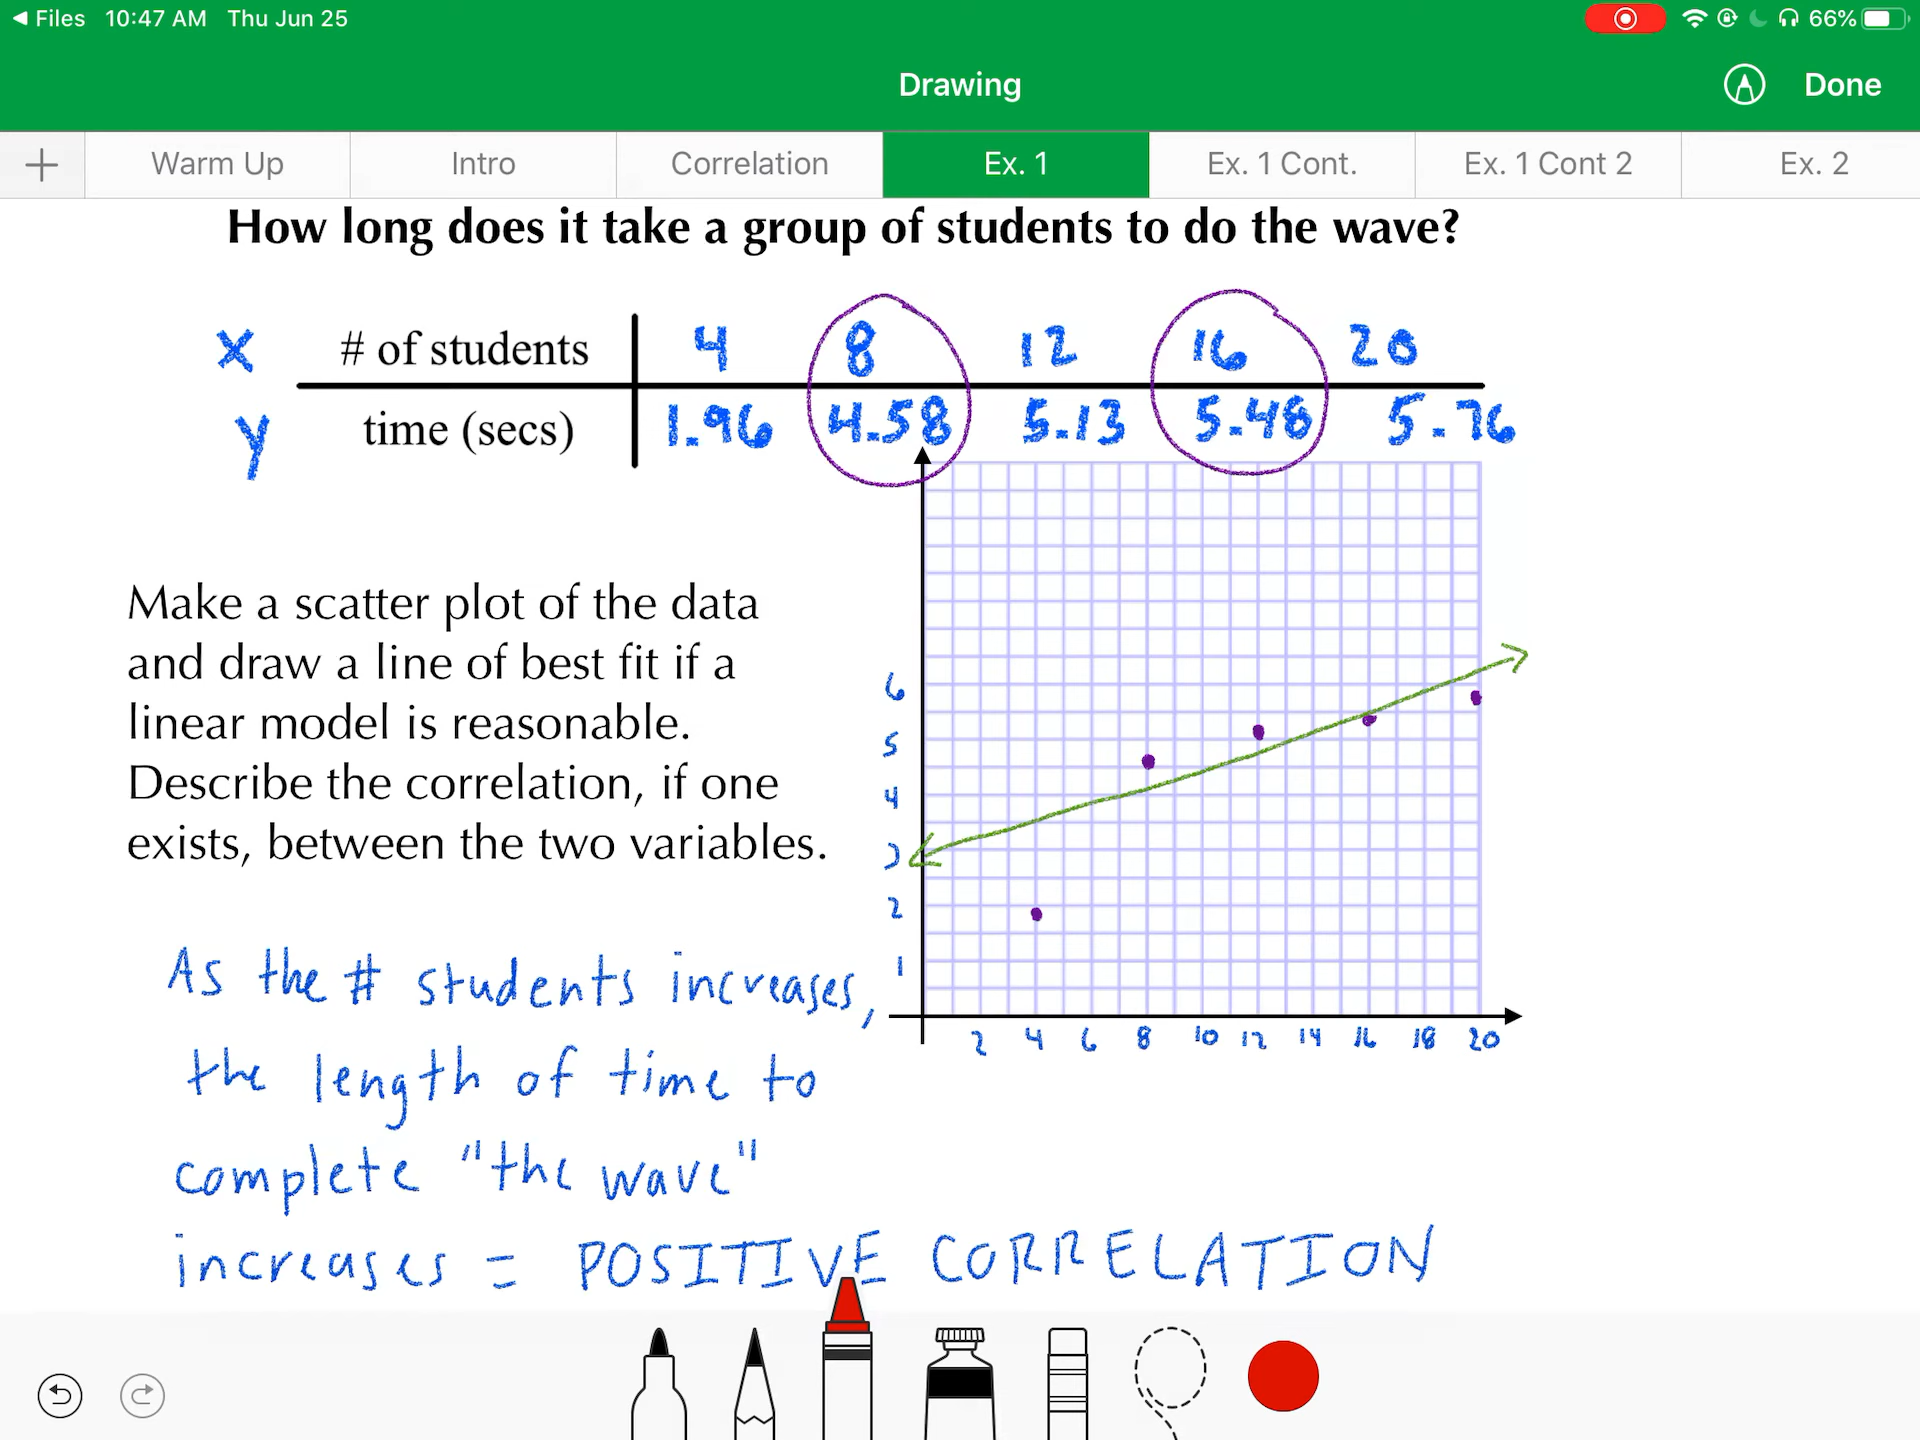 Files 10:47 AM Thu Jun 25 66%
Drawing Done
Warm Up Intro Correlation Ex. 1 Ex. 1 Cont. Ex. 1 Cont 2 Ex. 2
How long does it take a group of students to do the wave?
x # of students 4 8 12 16 20
y time (secs) 1.96 4.58 5.13 5.48 5.76
Make a scatter plot of the data
and draw a line of best fit if a
linear model is reasonable.
Describe the correlation, if one
exists, between the two variables.
6
5
4
3
2
1
2 4 6 8 10 12 14 16 18 20
As the # students increases,
the length of time to
complete "the wave"
increases = POSITIVE CORRELATION